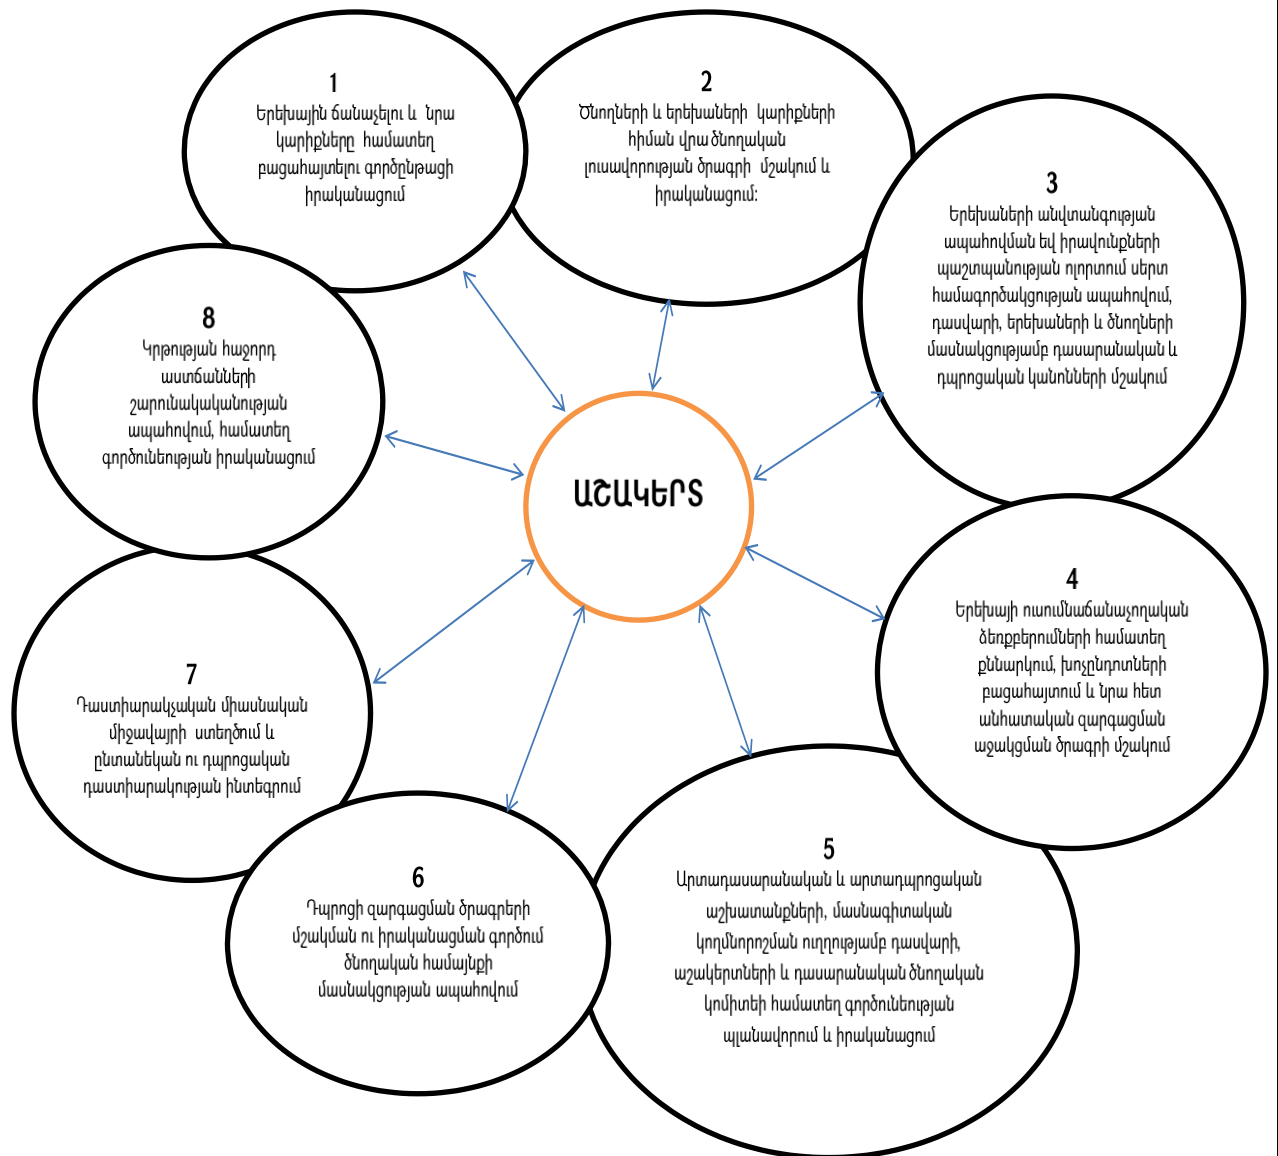 1
Երեխային ճանաչելու և նրա
կարիքները համատեղ
բացահայտելու գործընթացի
իրականացում
2
Ծնողների և երեխաների կարիքների
հիման վրա ծնողական
լուսավորության ծրագրի մշակում և
իրականացում:
3
Երեխաների անվտանգության
ապահովման եվ իրավունքների
պաշտպանության ոլորտում սերտ
համագործակցության ապահովում,
դասվարի, երեխաների և ծնողների
մասնակցությամբ դասարանական և
դպրոցական կանոնների մշակում
4
Երեխայի ուսումնաճանաչողական
ձեռքբերումների համատեղ
քննարկում, խոչընդոտների
բացահայտում և նրա հետ
անհատական զարգացման
աջակցման ծրագրի մշակում
5
Արտադասարանական և արտադպրոցական
աշխատանքների, մասնագիտական
կողմնորոշման ուղղությամբ դասվարի,
աշակերտների և դասարանական ծնողական
կոմիտեի համատեղ գործունեության
պլանավորում և իրականացում
6
Դպրոցի զարգացման ծրագրերի
մշակման ու իրականացման գործում
ծնողական համայնքի
մասնակցության ապահովում
7
Դաստիարակչական միասնական
միջավայրի ստեղծում և
ընտանեկան ու դպրոցական
դաստիարակության ինտեգրում
8
Կրթության հաջորդ
աստճանների
շարունակականության
ապահովում, համատեղ
գործունեության իրականացում
ԱՇԱԿԵՐՏ